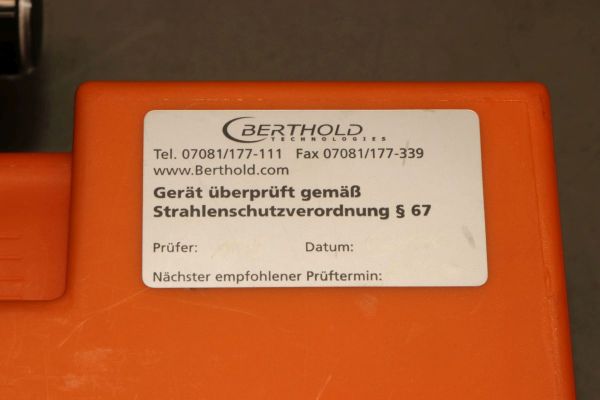 BERTHOLD
TECHNOLOGIES
Tel. 07081/177-111 Fax 07081/177-339
www.Berthold.com
Gerät überprüft gemäß
Strahlenschutzverordnung § 67
Prüfer: Datum:
Nächster empfohlener Prüftermin: